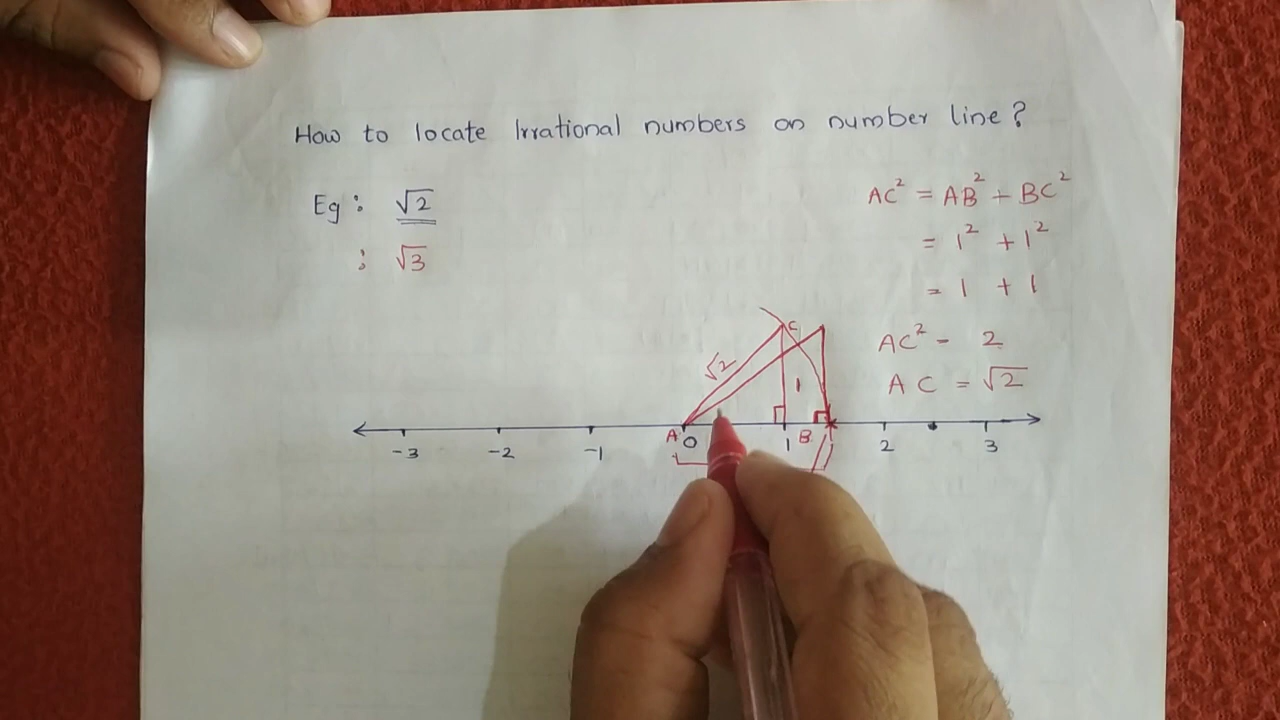 How to locate Irrational numbers on number line?
Eg : √2
: √3
AC² = AB² + BC²
= 1² + 1²
= 1 + 1
AC² - 2
AC = √2
C
√2
1
A
B
-3 -2 -1 0 1 2 3